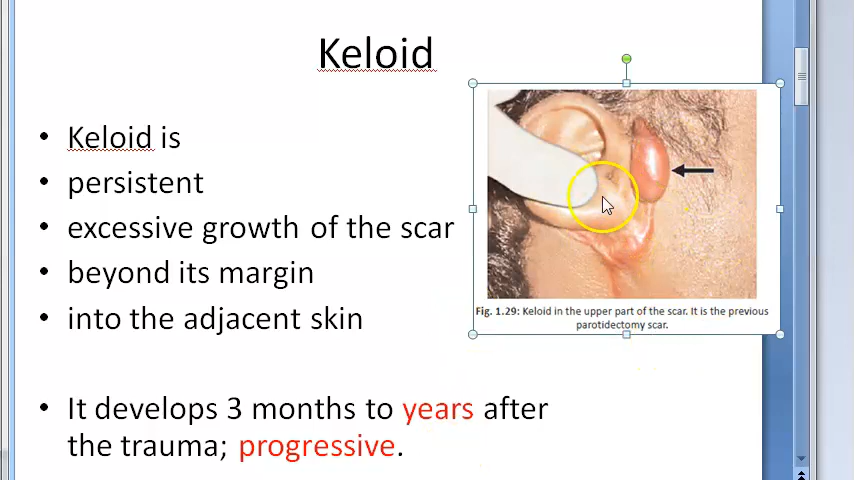 Keloid
• Keloid is
• persistent
• excessive growth of the scar
• beyond its margin
• into the adjacent skin
Fig. 1.29: Keloid in the upper part of the scar. It is the previous
parotidectomy scar.
• It develops 3 months to years after
the trauma; progressive.